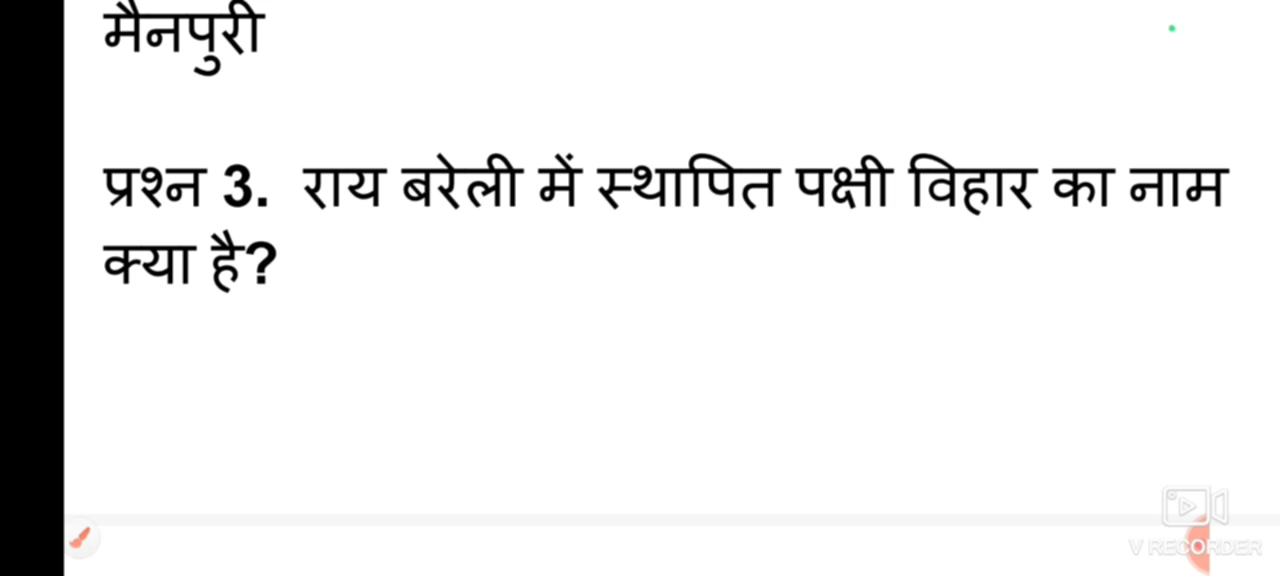 मैनपुरी
प्रश्न 3. राय बरेली में स्थापित पक्षी विहार का नाम
क्या है?
V RECORDER